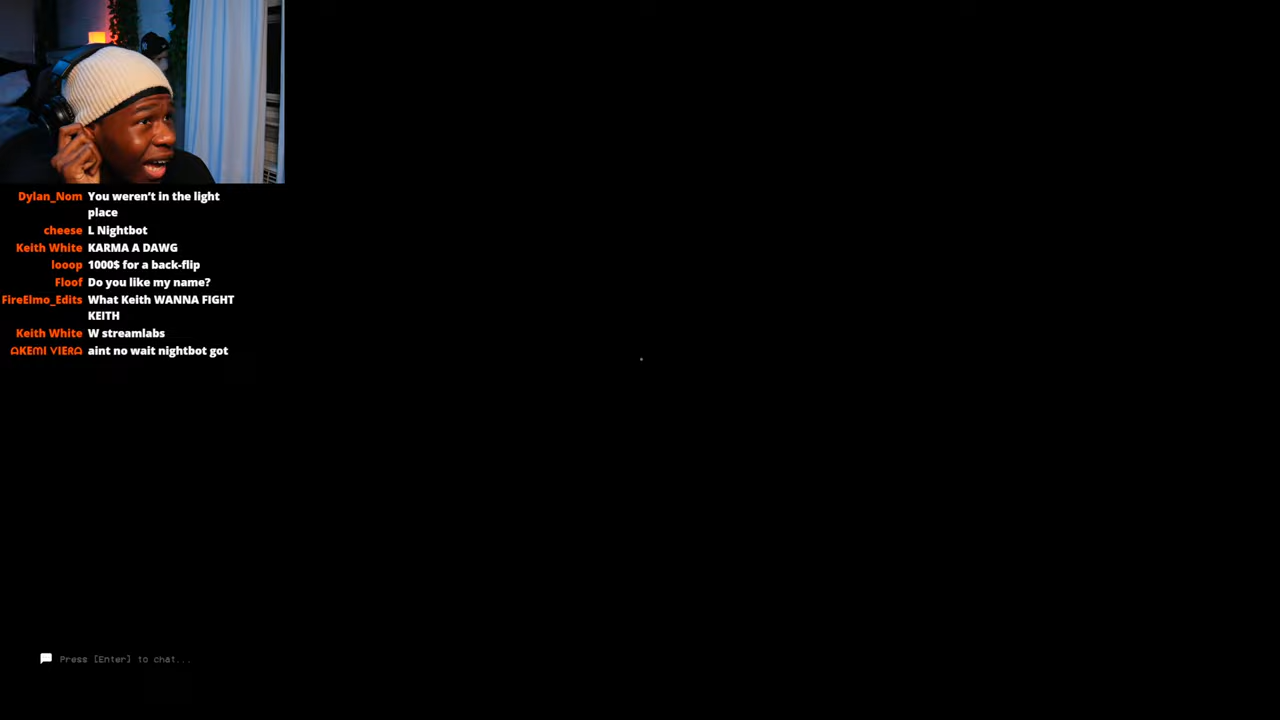 Dylan_Nom You weren't in the light
place
cheese L Nightbot
Keith White KARMA A DAWG
looop 1000$ for a back-flip
Floof Do you like my name?
FireElmo_Edits What Keith WANNA FIGHT
KEITH
Keith White W streamlabs
ᗩKEᗰI ᐯIEᖇᗩ aint no wait nightbot got
Press [Enter] to chat...